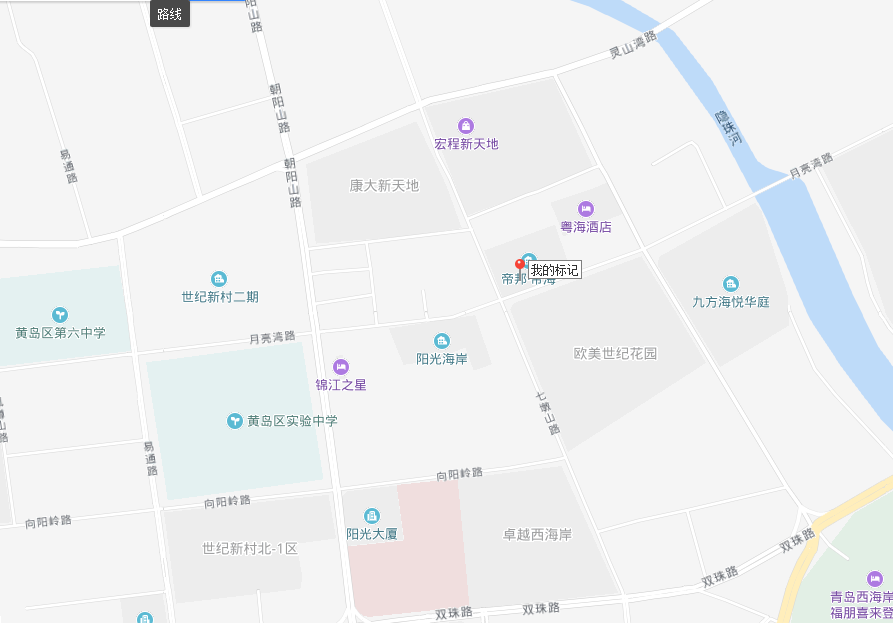 路线
阳山路
灵山湾路
朝阳山路
隐珠河
宏程新天地
易通路
朝阳山路
月亮湾路
康大新天地
粤海酒店
我的标记
帝邦·帝海
世纪新村二期
九方海悦华庭
黄岛区第六中学
月亮湾路
阳光海岸
欧美世纪花园
锦江之星
七墩山路
黄岛区实验中学
易通路
向阳岭路
向阳岭路
向阳岭路
阳光大厦
卓越西海岸
双珠路
世纪新村北-1区
双珠路
青岛西海岸
福朋喜来登
双珠路
双珠路